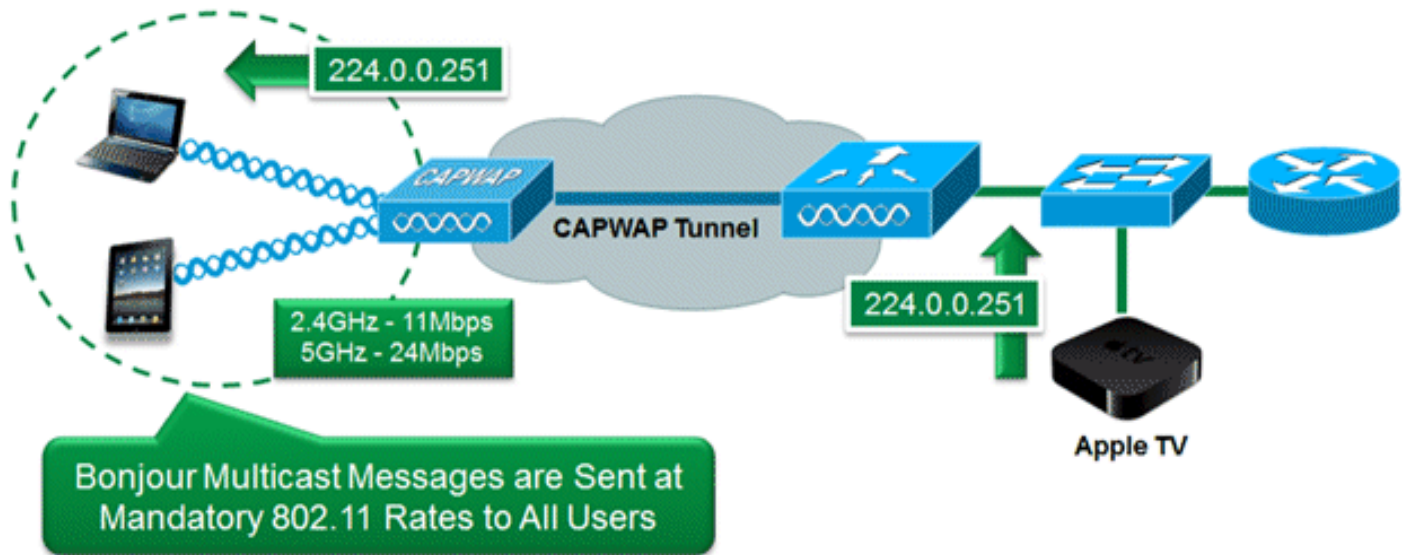 224.0.0.251
CAPWAP
CAPWAP Tunnel
2.4GHz - 11Mbps
5GHz - 24Mbps
224.0.0.251
tv
Apple TV
Bonjour Multicast Messages are Sent at
Mandatory 802.11 Rates to All Users